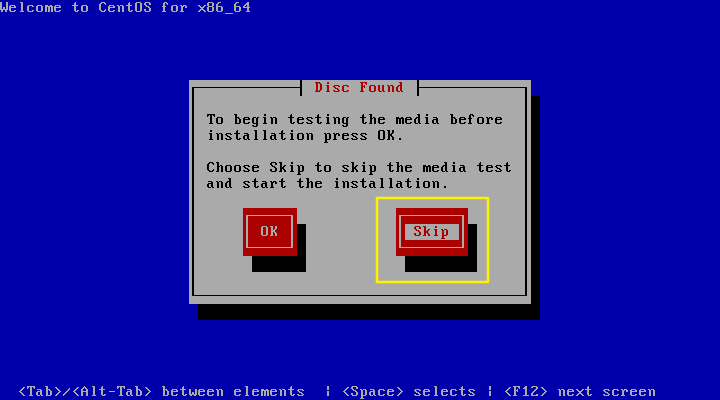 Welcome to CentOS for x86_64
Disc Found
To begin testing the media before
installation press OK.
Choose Skip to skip the media test
and start the installation.
OK
Skip
<Tab>/<Alt-Tab> between elements | <Space> selects | <F12> next screen